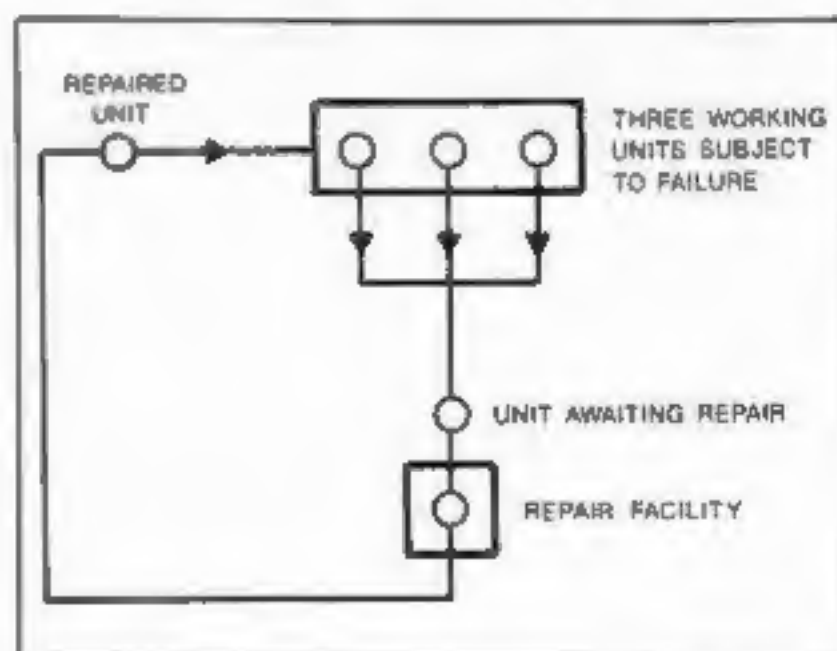 REPAIRED
UNIT
THREE WORKING
UNITS SUBJECT
TO FAILURE
UNIT AWAITING REPAIR
REPAIR FACILITY